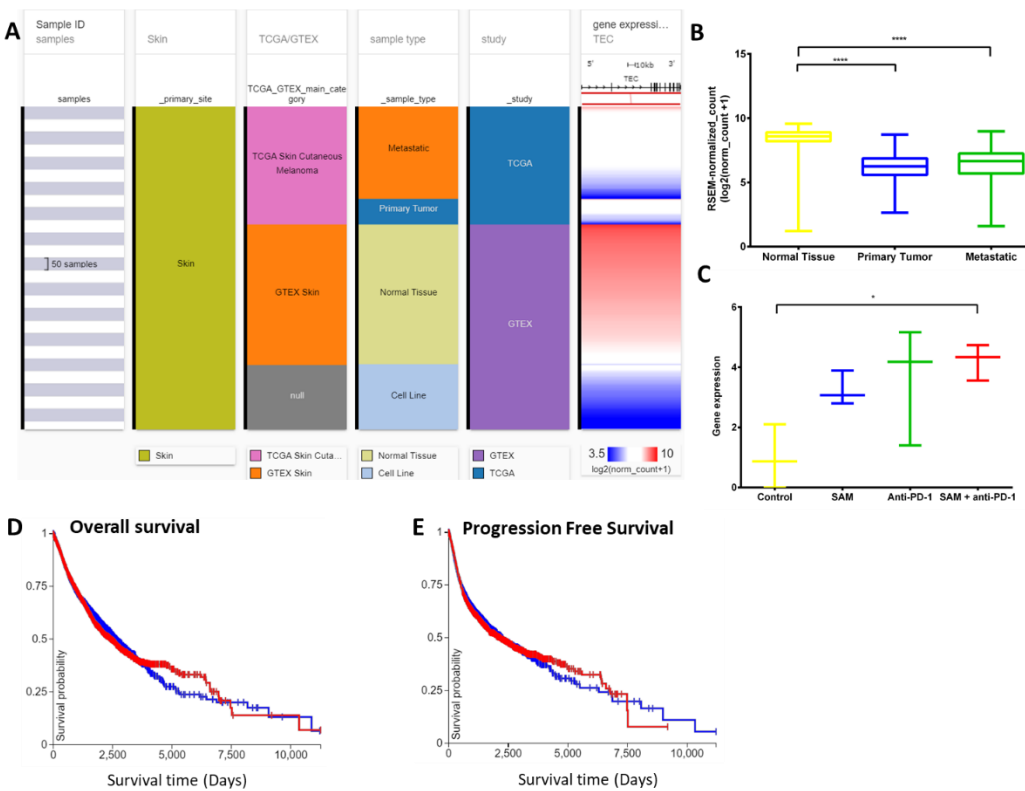 A
Sample ID
samples
Skin
TCGA/GTEX
sample type
study
gene expressi...
TEC
5'
10kb
3'
TEC
samples
_primary_site
TCGA_GTEX_main_cate
gory
_sample_type
_study
TCGA Skin Cutaneous
Melanoma
Metastatic
TCGA
Primary Tumor
50 samples
Skin
GTEX Skin
Normal Tissue
GTEX
null
Cell Line
Skin
TCGA Skin Cuta...
GTEX Skin
Normal Tissue
Cell Line
GTEX
TCGA
3.5
10
log2(norm_count+1)
B
RSEM-normalized_count
(log2(norm_count +1)
15
10
5
0
****
****
Normal Tissue
Primary Tumor
Metastatic
C
Gene expression
6
4
2
0
*
Control
SAM
Anti-PD-1
SAM + anti-PD-1
D
Overall survival
1
0.75
0.5
0.25
0
Survival probability
0
2,500
5,000
7,500
10,000
Survival time (Days)
E
Progression Free Survival
1
0.75
0.5
0.25
0
Survival probability
0
2,500
5,000
7,500
10,000
Survival time (Days)